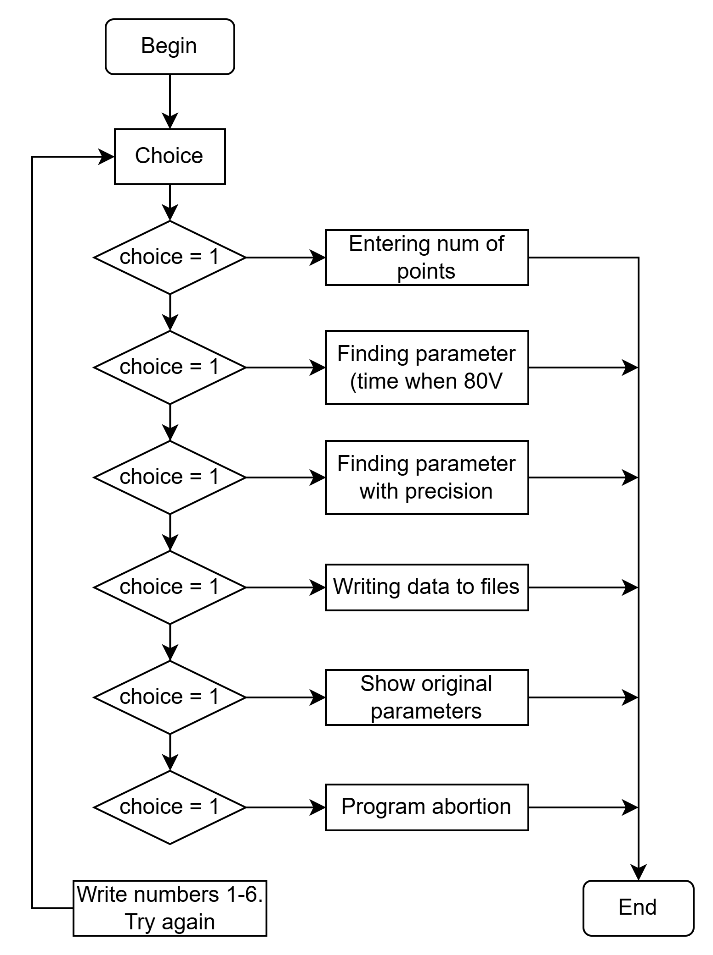 Begin
Choice
choice = 1
Entering num of
points
choice = 1
Finding parameter
(time when 80V
choice = 1
Finding parameter
with precision
choice = 1
Writing data to files
choice = 1
Show original
parameters
choice = 1
Program abortion
Write numbers 1-6.
Try again
End